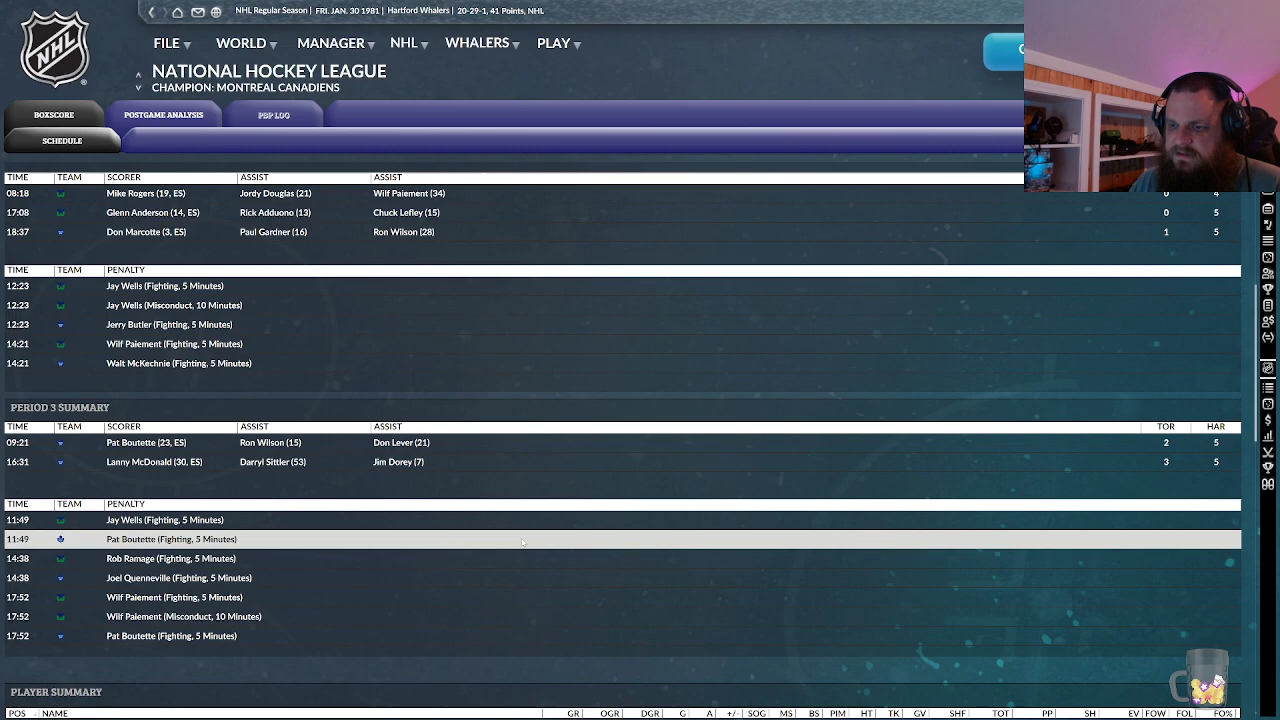 NHL Regular Season | FRI. JAN. 30 1981 | Hartford Whalers | 20-29-1, 41 Points, NHL
NHL
FILE WORLD MANAGER NHL WHALERS PLAY
NATIONAL HOCKEY LEAGUE
CHAMPION: MONTREAL CANADIENS
BOXSCORE POSTGAME ANALYSIS PBP LOG
SCHEDULE
TIME TEAM SCORER ASSIST ASSIST
08:18 Mike Rogers (19, ES) Jordy Douglas (21) Wilf Paiement (34) 0 4
17:08 Glenn Anderson (14, ES) Rick Adduono (13) Chuck Lefley (15) 0 5
18:37 Don Marcotte (3, ES) Paul Gardner (16) Ron Wilson (28) 1 5
TIME TEAM PENALTY
12:23 Jay Wells (Fighting, 5 Minutes)
12:23 Jay Wells (Misconduct, 10 Minutes)
12:23 Jerry Butler (Fighting, 5 Minutes)
14:21 Wilf Paiement (Fighting, 5 Minutes)
14:21 Walt McKechnie (Fighting, 5 Minutes)
PERIOD 3 SUMMARY
TIME TEAM SCORER ASSIST ASSIST TOR HAR
09:21 Pat Boutette (23, ES) Ron Wilson (15) Don Lever (21) 2 5
16:31 Lanny McDonald (30, ES) Darryl Sittler (53) Jim Dorey (7) 3 5
TIME TEAM PENALTY
11:49 Jay Wells (Fighting, 5 Minutes)
11:49 Pat Boutette (Fighting, 5 Minutes)
14:38 Rob Ramage (Fighting, 5 Minutes)
14:38 Joel Quenneville (Fighting, 5 Minutes)
17:52 Wilf Paiement (Fighting, 5 Minutes)
17:52 Wilf Paiement (Misconduct, 10 Minutes)
17:52 Pat Boutette (Fighting, 5 Minutes)
PLAYER SUMMARY
POS NAME GR OGR DGR G A +/- SOG MS BS PIM HT TK GV SHF TOT PP SH EV FOW FOL FO%